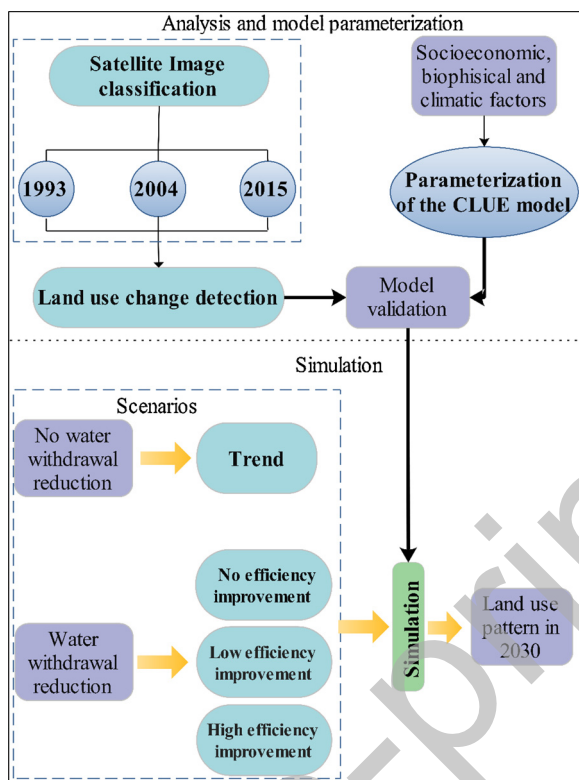 Analysis and model parameterization
Satellite Image
classification
1993
2004
2015
Land use change detection
Socioeconomic,
biophisical and
climatic factors
Parameterization
of the CLUE model
Model
validation
Simulation
Scenarios
No water
withdrawal
reduction
Trend
Water
withdrawal
reduction
No efficiency
improvement
Low efficiency
improvement
High efficiency
improvement
Simulation
Land use
pattern in
2030